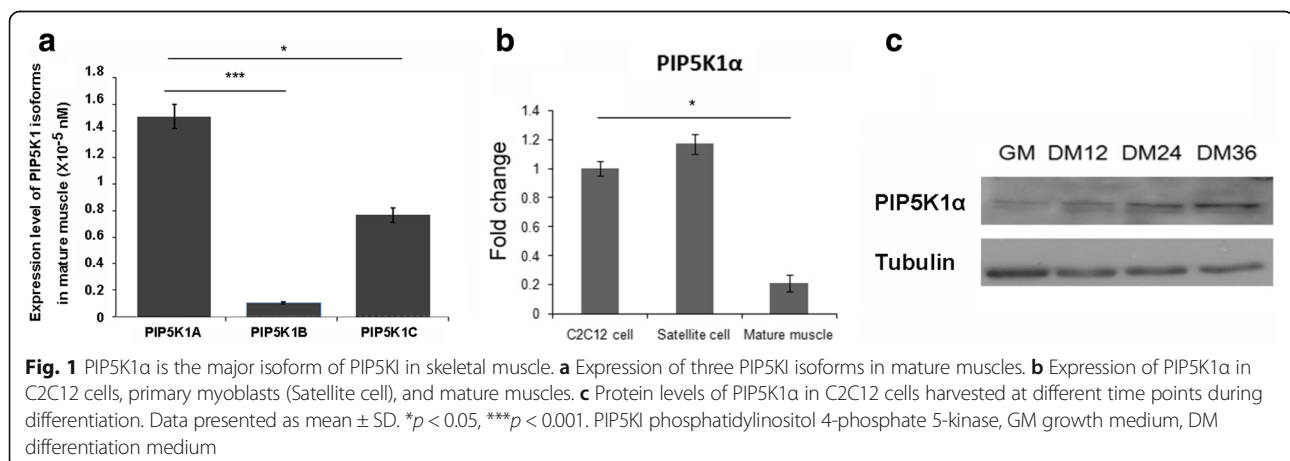 a
*
***
Expression level of PIP5K1 isoforms
in mature muscle (X10⁻⁵ nM)
1.8
1.6
1.4
1.2
1
0.8
0.6
0.4
0.2
0
PIP5K1A PIP5K1B PIP5K1C
b
PIP5K1α
*
Fold change
1.4
1.2
1
0.8
0.6
0.4
0.2
0
C2C12 cell Satellite cell Mature muscle
c
GM DM12 DM24 DM36
PIP5K1α
Tubulin
Fig. 1 PIP5K1α is the major isoform of PIP5KI in skeletal muscle. a Expression of three PIP5KI isoforms in mature muscles. b Expression of PIP5K1α in
C2C12 cells, primary myoblasts (Satellite cell), and mature muscles. c Protein levels of PIP5K1α in C2C12 cells harvested at different time points during
differentiation. Data presented as mean ± SD. *p < 0.05, ***p < 0.001. PIP5KI phosphatidylinositol 4-phosphate 5-kinase, GM growth medium, DM
differentiation medium